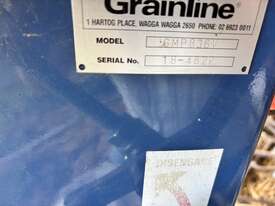 Grainline
1 HARTOG PLACE, WAGGA WAGGA 2650 PHONE: 02 6923 0011
MODEL
SERIAL No.
DISENGAGE